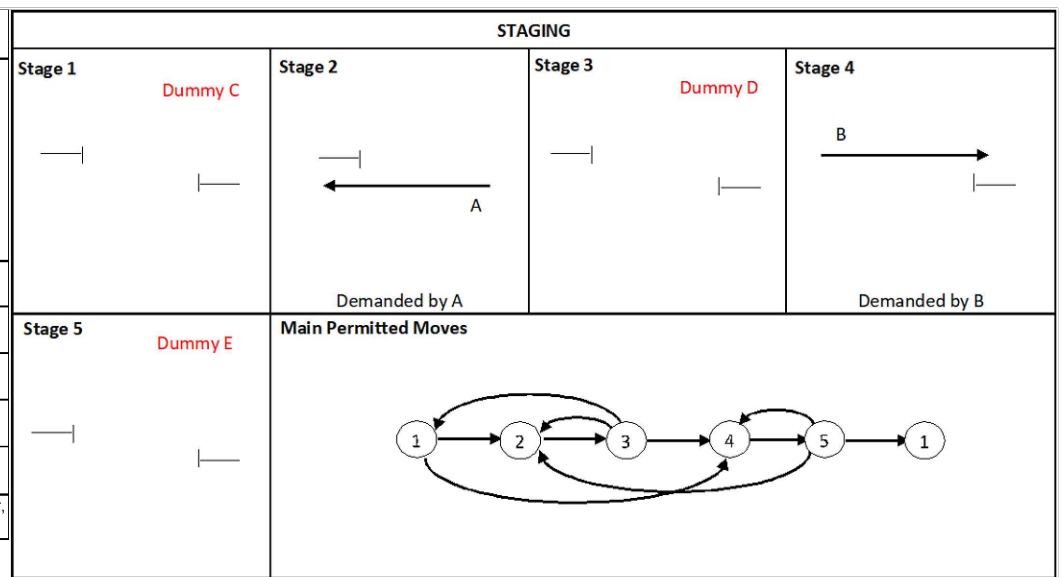 STAGING
Stage 1
Dummy C
Stage 2
A
Demanded by A
Stage 3
Dummy D
Stage 4
B
Demanded by B
Stage 5
Dummy E
Main Permitted Moves
1 2 3 4 5 1
,